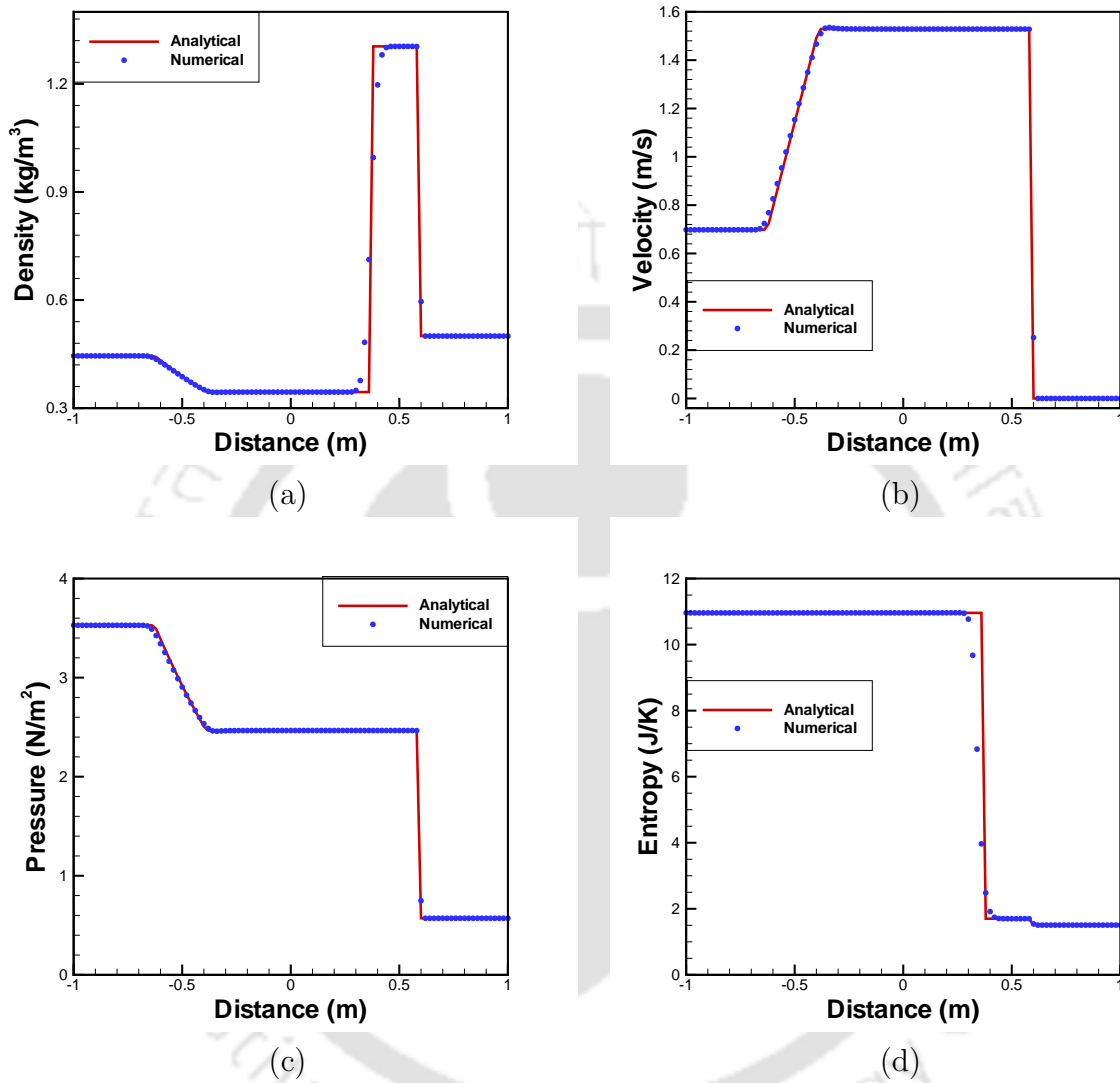 Analytical
Numerical
Density (kg/m³)
1.2
0.9
0.6
0.3
-1 -0.5 0 0.5 1
Distance (m)
(a)
Analytical
Numerical
Velocity (m/s)
1.6
1.4
1.2
1
0.8
0.6
0.4
0.2
0
-1 -0.5 0 0.5 1
Distance (m)
(b)
Analytical
Numerical
Pressure (N/m²)
4
3
2
1
0
-1 -0.5 0 0.5 1
Distance (m)
(c)
Analytical
Numerical
Entropy (J/K)
12
10
8
6
4
2
0
-1 -0.5 0 0.5 1
Distance (m)
(d)